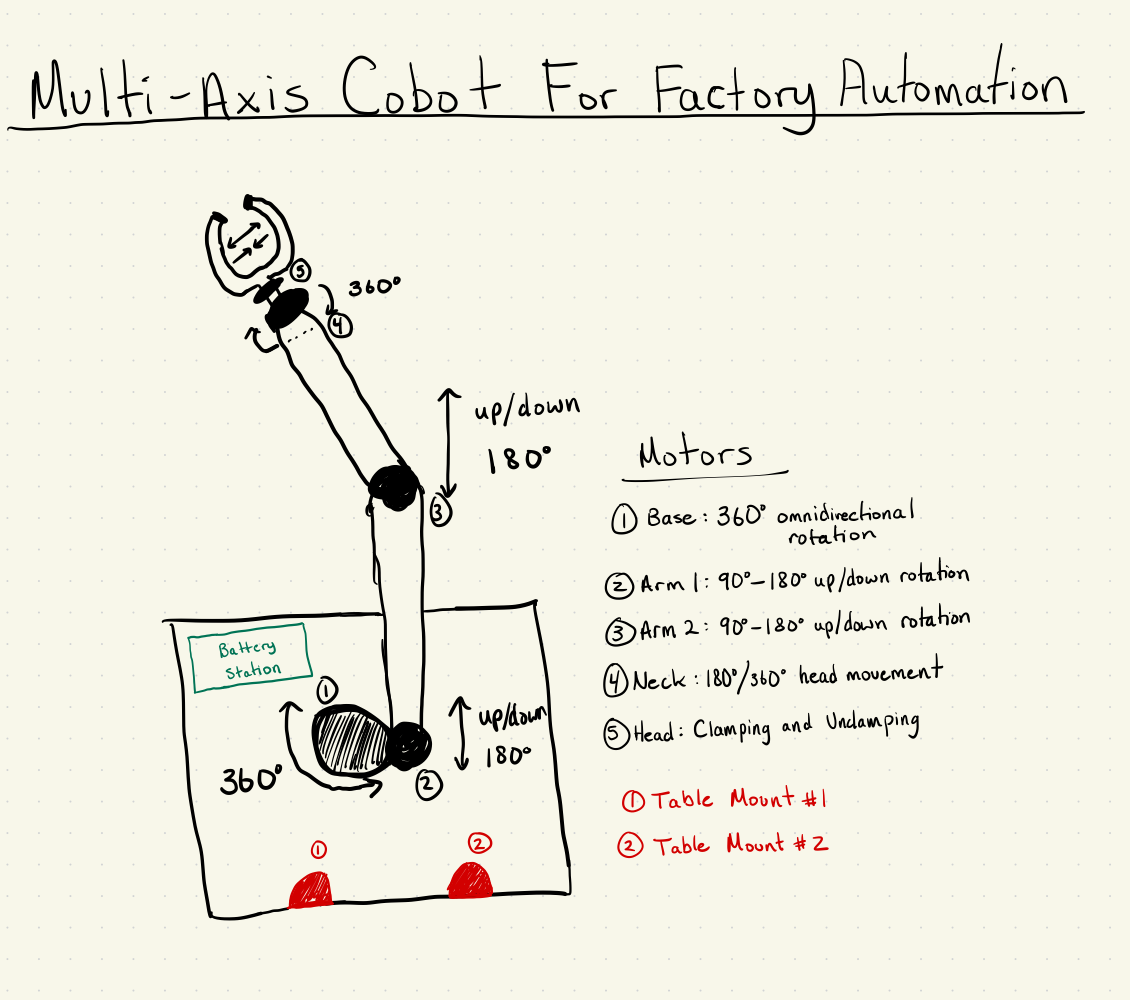 Multi-Axis Cobot For Factory Automation
5
360°
4
up/down
180°
3
Battery
Station
1
360°
up/down
180°
2
1
2
Motors
1 Base: 360° omnidirectional
rotation
2 Arm 1: 90°-180° up/down rotation
3 Arm 2: 90°-180° up/down rotation
4 Neck: 180°/360° head movement
5 Head: Clamping and Unclamping
1 Table Mount #1
2 Table Mount #2